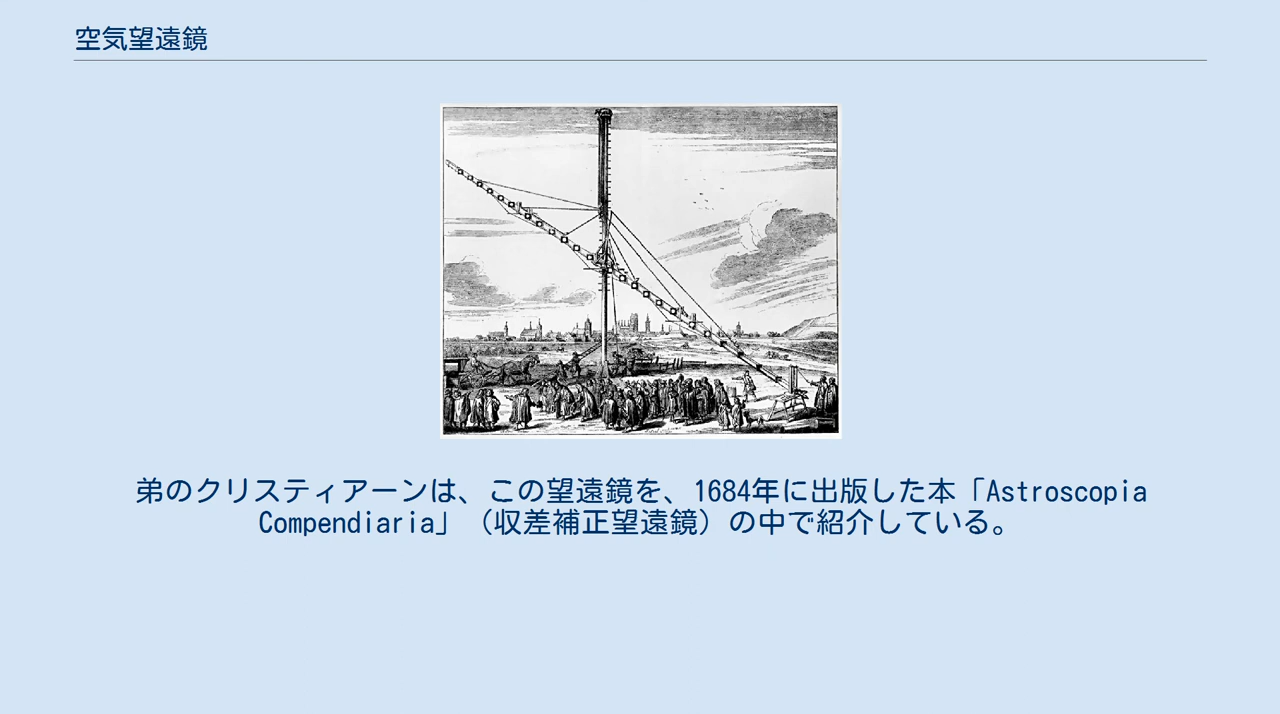 空気望遠鏡
弟のクリスティアーンは、この望遠鏡を、1684年に出版した本「Astroscopia
Compendiaria」（収差補正望遠鏡）の中で紹介している。